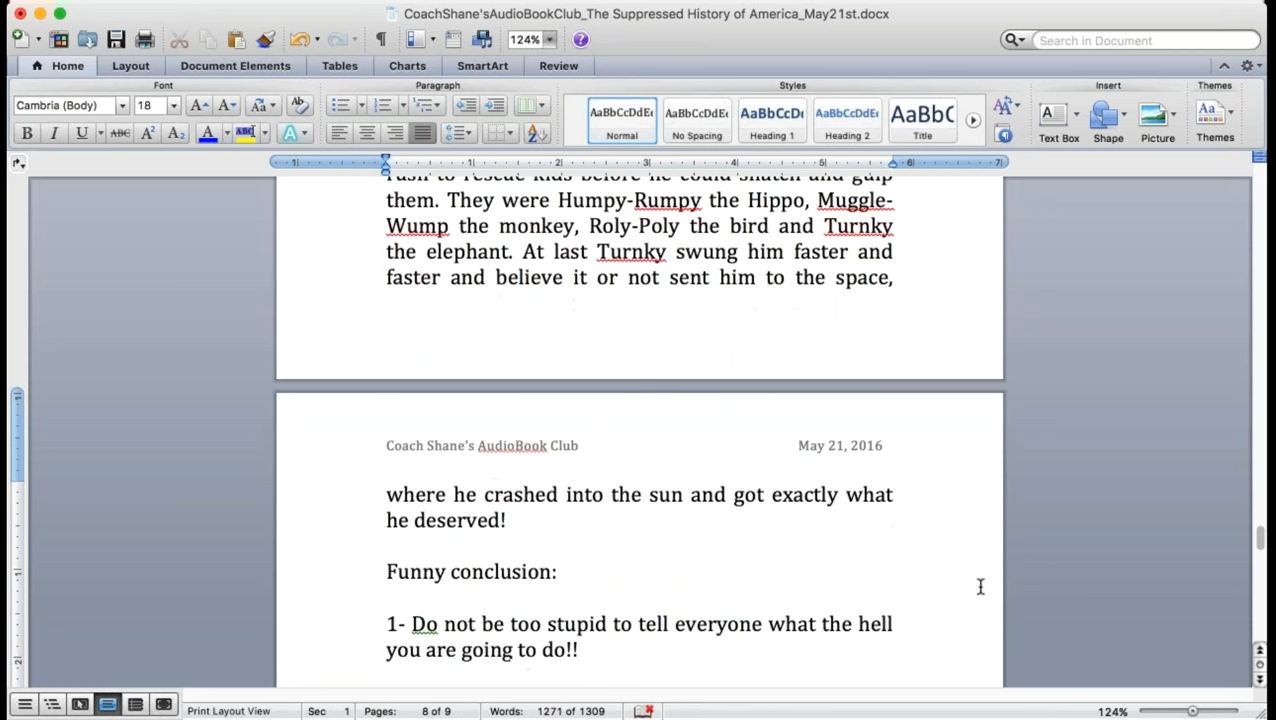 CoachShane'sAudioBookClub_The Suppressed History of America_May21st.docx
124%
Search in Document
Home Layout Document Elements Tables Charts SmartArt Review
Font Paragraph Styles Insert Themes
Cambria (Body) 18
AaBbCcDdEe AaBbCcDdEe AaBbCcDdEe AaBbCcDdEe AaBbC
Normal No Spacing Heading 1 Heading 2 Title
Text Box Shape Picture Themes
rush to rescue kids before he could snatch and gulp
them. They were Humpy-Rumpy the Hippo, Muggle-
Wump the monkey, Roly-Poly the bird and Turnky
the elephant. At last Turnky swung him faster and
faster and believe it or not sent him to the space,
Coach Shane's AudioBook Club May 21, 2016
where he crashed into the sun and got exactly what
he deserved!
Funny conclusion:
1- Do not be too stupid to tell everyone what the hell
you are going to do!!
Print Layout View Sec 1 Pages: 8 of 9 Words: 1271 of 1309 124%